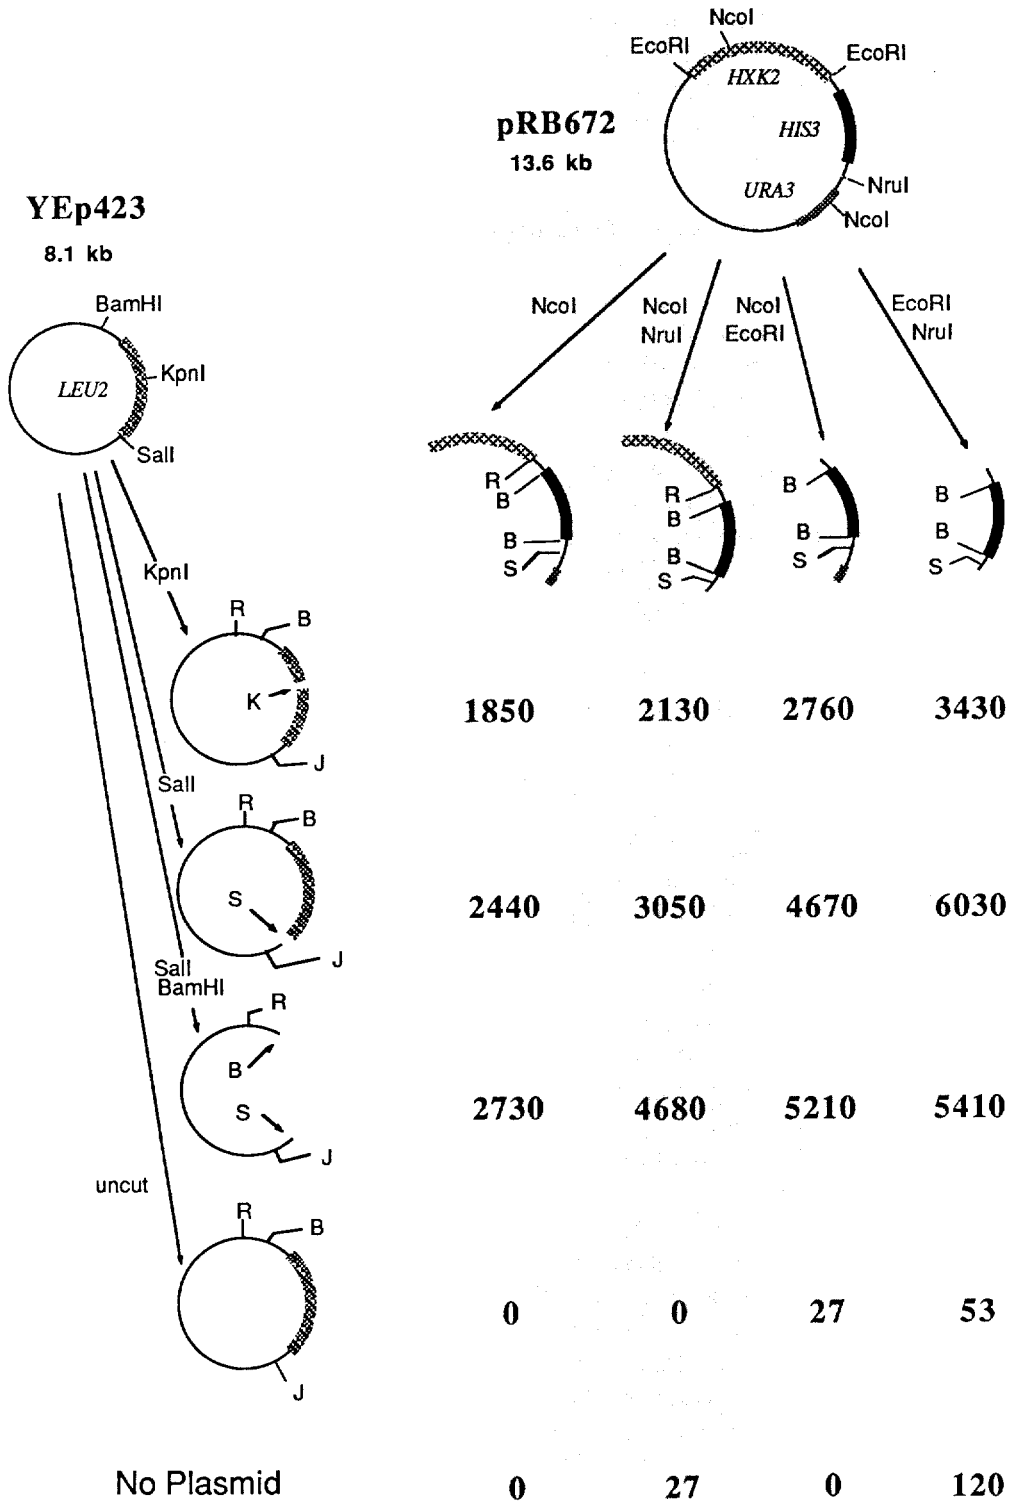 NcoI
EcoRI
EcoRI
HXK2
pRB672
13.6 kb
HIS3
NruI
URA3
NcoI
YEp423
8.1 kb
BamHI
KpnI
LEU2
SalI
NcoI
NcoI
NruI
NcoI
EcoRI
EcoRI
NruI
R
B
B
S
R
B
B
S
B
B
S
B
B
S
KpnI
R
B
K
J
1850 2130 2760 3430
SalI
R
B
S
J
2440 3050 4670 6030
SalI
BamHI
R
B
S
J
2730 4680 5210 5410
uncut
R
B
J
0 0 27 53
No Plasmid 0 27 0 120